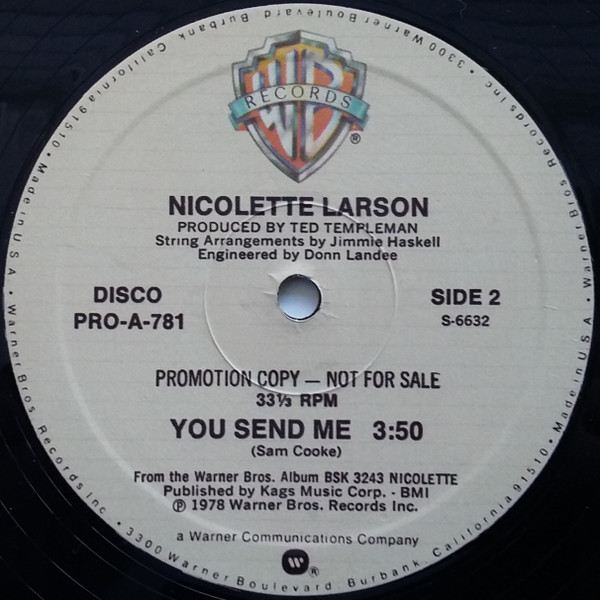 WB
RECORDS
®
NICOLETTE LARSON
PRODUCED BY TED TEMPLEMAN
String Arrangements by Jimmie Haskell
Engineered by Donn Landee
DISCO
PRO-A-781
SIDE 2
S-6632
PROMOTION COPY — NOT FOR SALE
33⅓ RPM
YOU SEND ME 3:50
(Sam Cooke)
From the Warner Bros. Album BSK 3243 NICOLETTE
Published by Kags Music Corp. - BMI
℗ 1978 Warner Bros. Records Inc.
a Warner Communications Company
®
Made in USA • Warner Bros. Records Inc. • 3300 Warner Boulevard, Burbank, California 91510 • Made in USA • Warner Bros. Records Inc. • 3300 Warner Boulevard, Burbank, California 91510 •